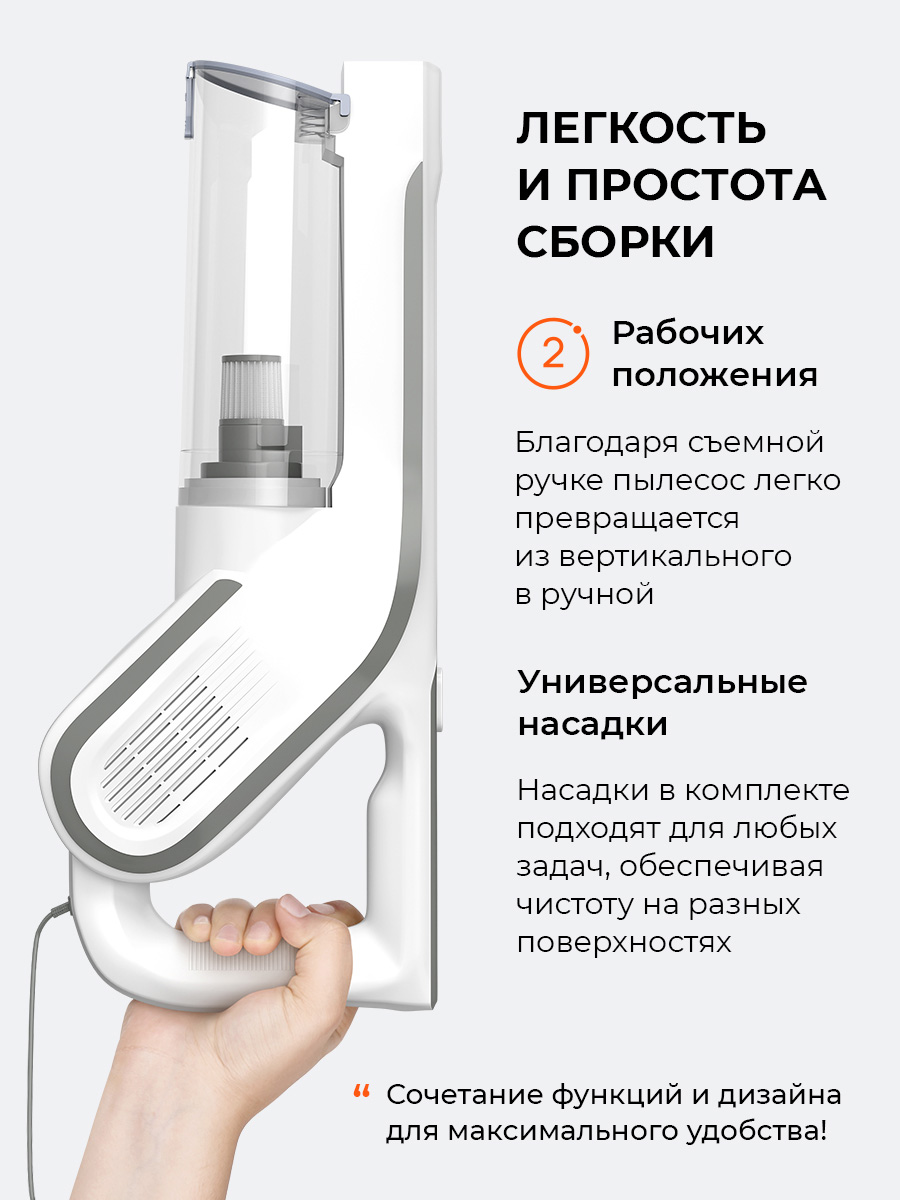 ЛЕГКОСТЬ
И ПРОСТОТА
СБОРКИ
2
Рабочих
положения
Благодаря съемной
ручке пылесос легко
превращается
из вертикального
в ручной
Универсальные
насадки
Насадки в комплекте
подходят для любых
задач, обеспечивая
чистоту на разных
поверхностях
“ Сочетание функций и дизайна
для максимального удобства!